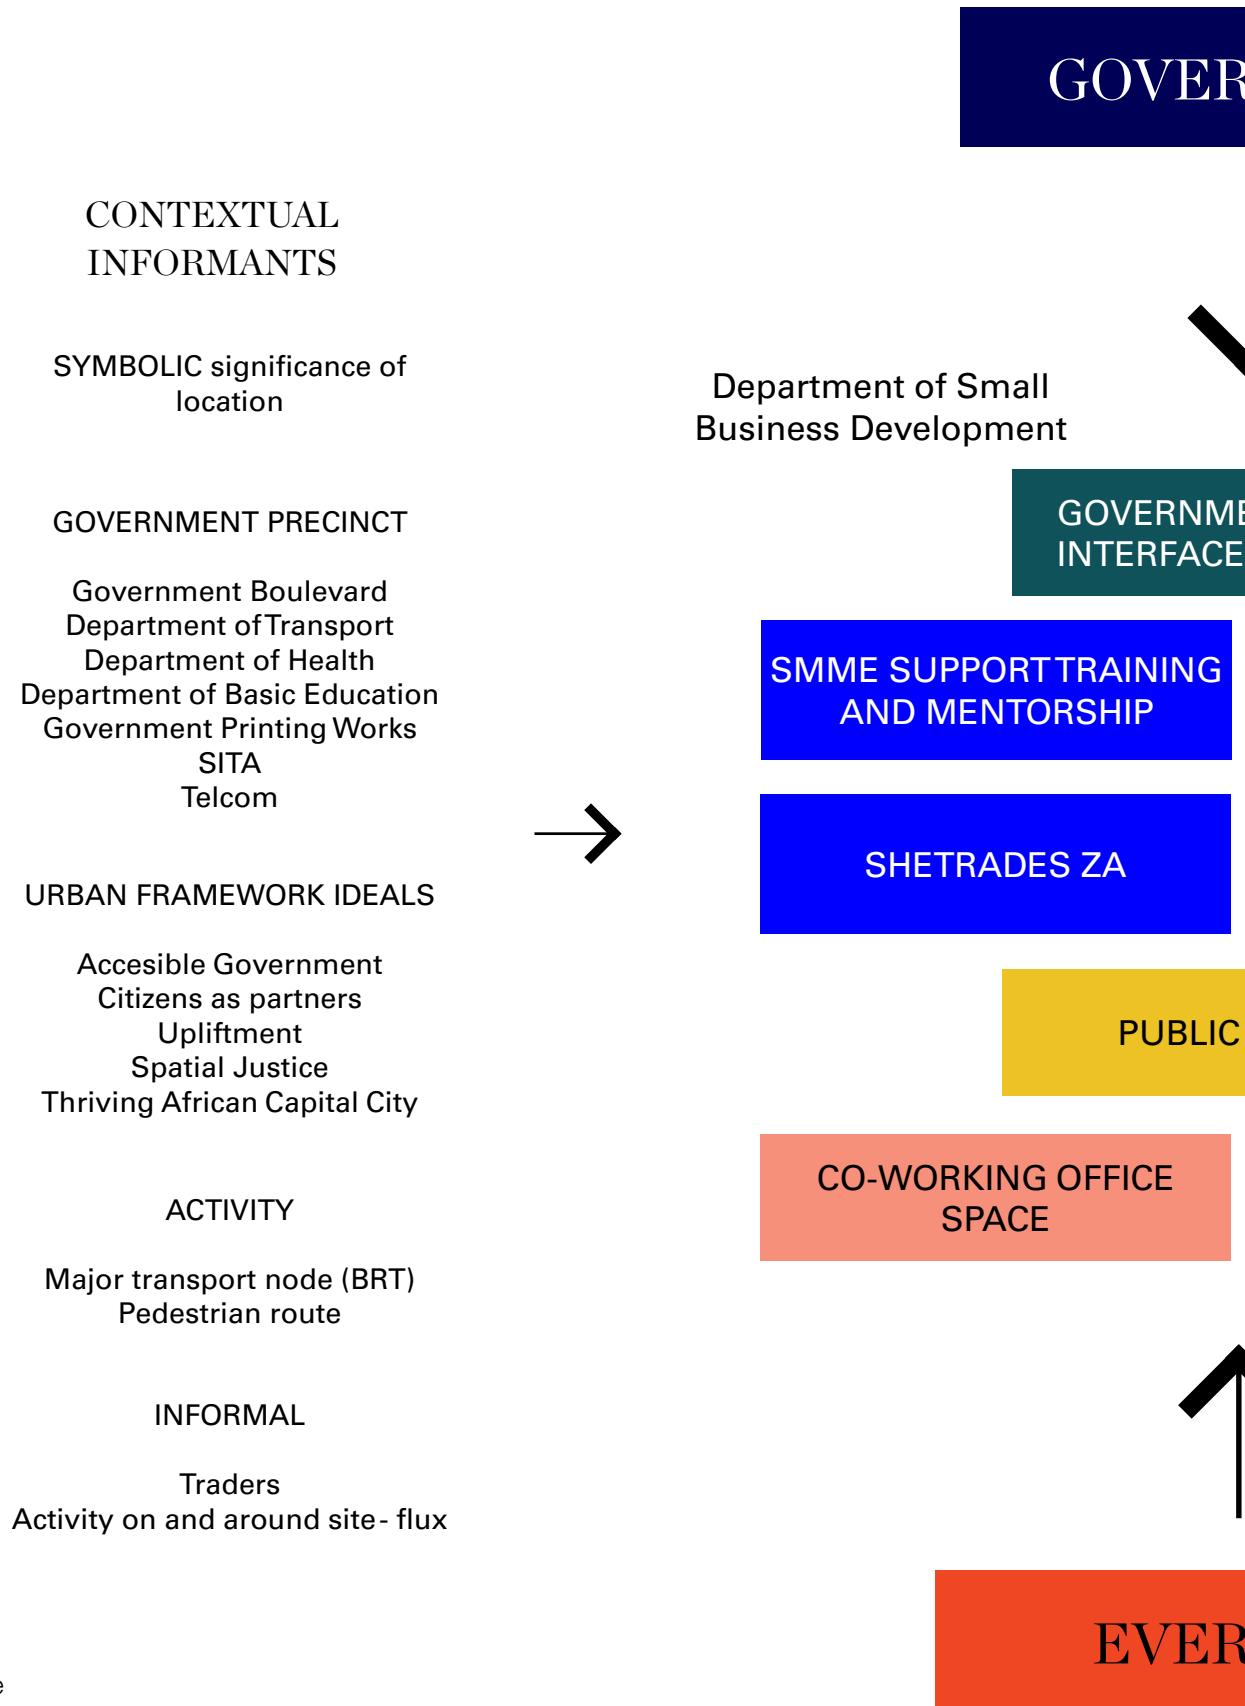 GOVER
CONTEXTUAL
INFORMANTS
SYMBOLIC significance of
location
GOVERNMENT PRECINCT
Government Boulevard
Department of Transport
Department of Health
Department of Basic Education
Government Printing Works
SITA
Telcom
URBAN FRAMEWORK IDEALS
Accesible Government
Citizens as partners
Upliftment
Spatial Justice
Thriving African Capital City
ACTIVITY
Major transport node (BRT)
Pedestrian route
INFORMAL
Traders
Activity on and around site - flux
Department of Small
Business Development
GOVERNME
INTERFACE
SMME SUPPORT TRAINING
AND MENTORSHIP
SHETRADES ZA
PUBLIC
CO-WORKING OFFICE
SPACE
EVER
e